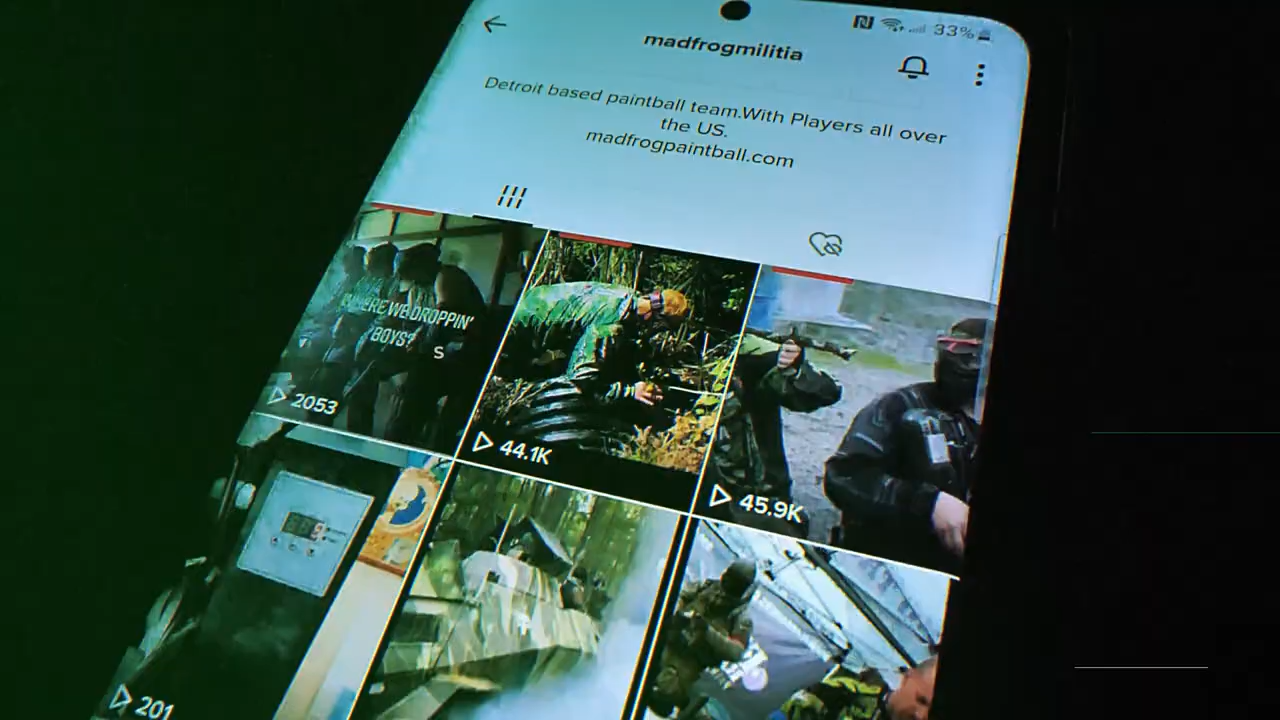 33%
madfrogmilitia
Detroit based paintball team.With Players all over
the US.
madfrogpaintball.com
WHERE WE DROPPIN'
BOYS?
S
2053
44.1K
45.9K
201